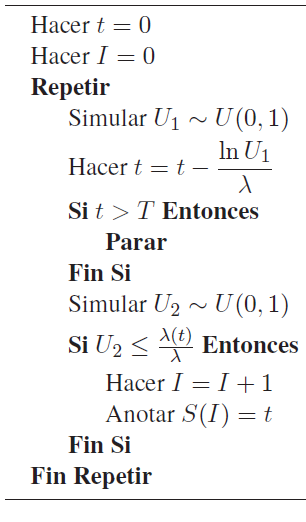 Hacer t = 0
Hacer I = 0
Repetir
Simular U₁ ~ U(0, 1)
Hacer t = t − ln U₁ / λ
Si t > T Entonces
Parar
Fin Si
Simular U₂ ~ U(0, 1)
Si U₂ ≤ λ(t) / λ Entonces
Hacer I = I + 1
Anotar S(I) = t
Fin Si
Fin Repetir